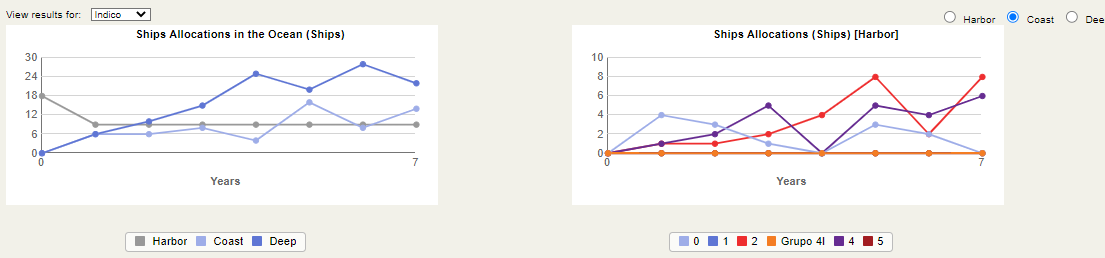 View results for: Indico
Harbor Coast Dee
Ships Allocations in the Ocean (Ships)
30
24
18
12
6
0
0 7
Years
Harbor Coast Deep
Ships Allocations (Ships) [Harbor]
10
8
6
4
2
0
0 7
Years
0 1 2 Grupo 4I 4 5